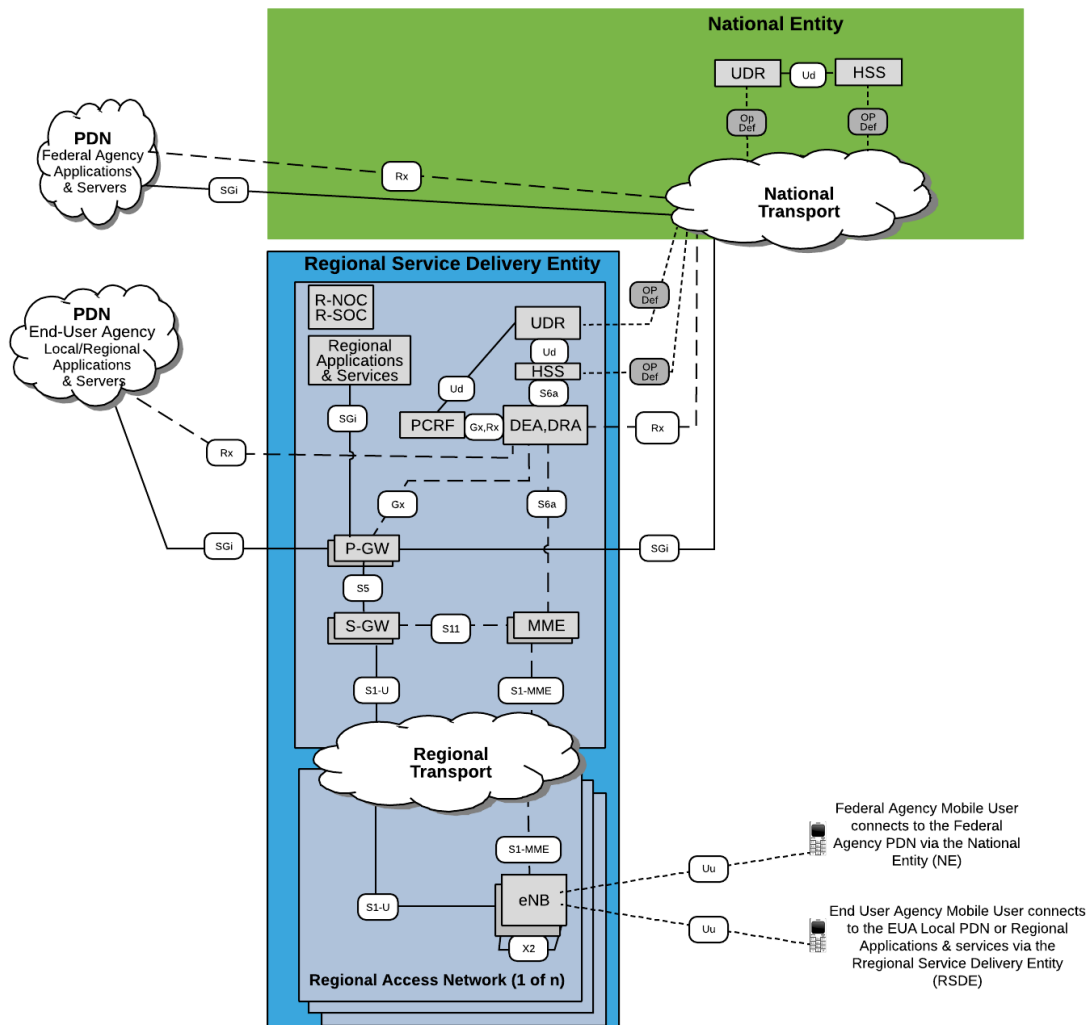 National Entity
UDR
Ud
HSS
Op
Def
OP
Def
PDN
Federal Agency
Applications
& Servers
Rx
SGi
National
Transport
Regional Service Delivery Entity
R-NOC
R-SOC
OP
Def
PDN
End-User Agency
Local/Regional
Applications
& Servers
UDR
Regional
Applications
& Services
Ud
HSS
OP
Def
Ud
S6a
SGi
PCRF
Gx,Rx
DEA,DRA
Rx
Rx
Gx
S6a
SGi
P-GW
SGi
S5
S-GW
S11
MME
S1-U
S1-MME
Regional
Transport
Federal Agency Mobile User
connects to the Federal
Agency PDN via the National
Entity (NE)
S1-MME
Uu
eNB
S1-U
End User Agency Mobile User connects
to the EUA Local PDN or Regional
Applications & services via the
Rregional Service Delivery Entity
(RSDE)
Uu
X2
Regional Access Network (1 of n)